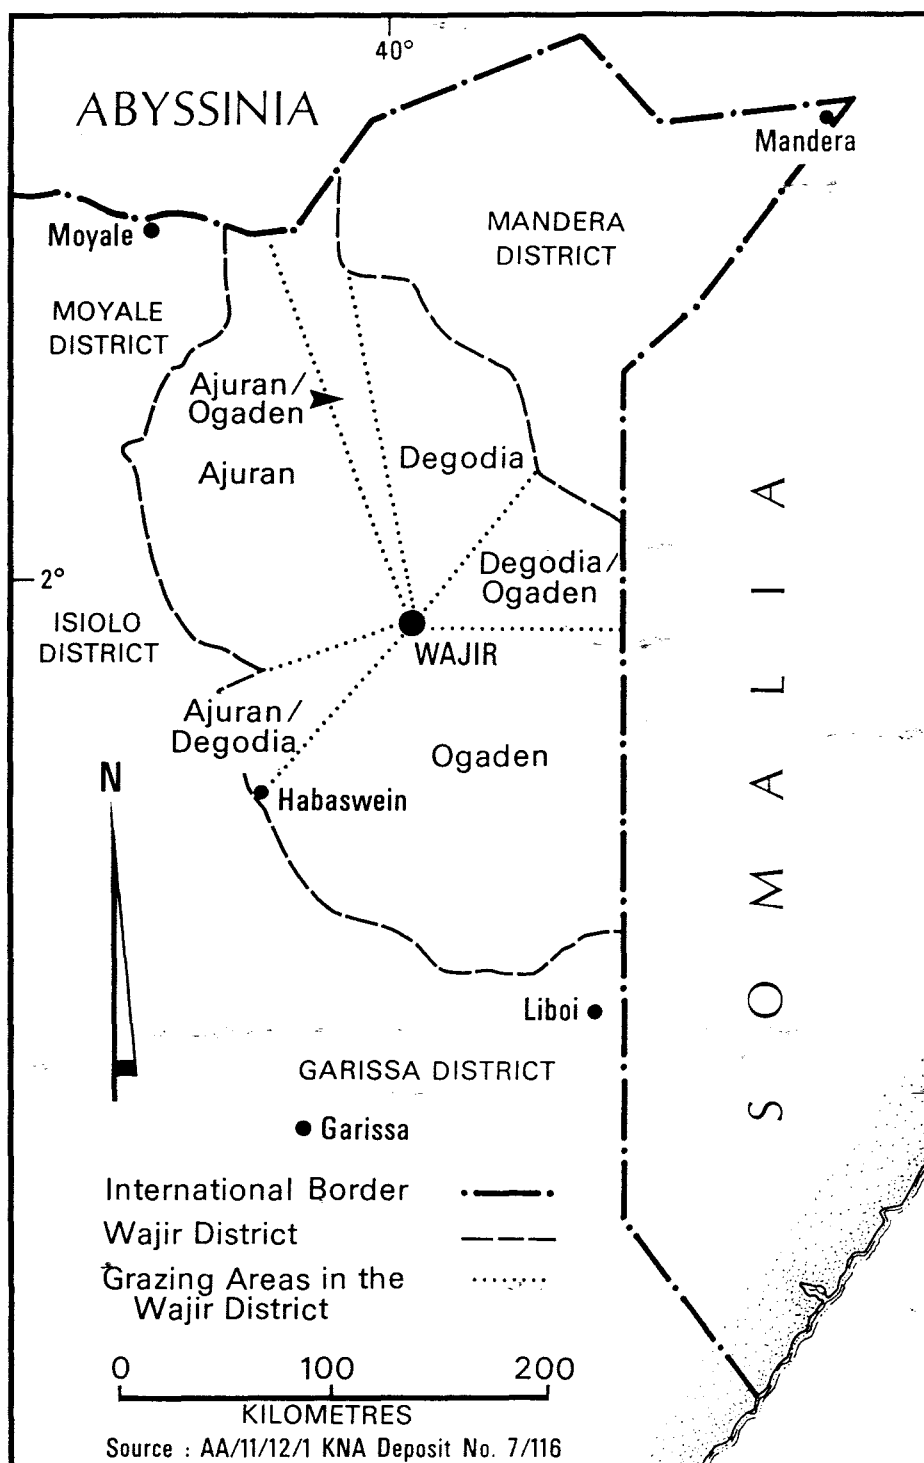 40°
ABYSSINIA
Mandera
Moyale
MANDERA
DISTRICT
MOYALE
DISTRICT
Ajuran/
Ogaden
Ajuran
Degodia
Degodia/
Ogaden
2°
ISIOLO
DISTRICT
WAJIR
Ajuran/
Degodia
Ogaden
SOMALIA
N
Habaswein
Liboi
GARISSA DISTRICT
Garissa
International Border
Wajir District
Grazing Areas in the
Wajir District
0 100 200
KILOMETRES
Source : AA/11/12/1 KNA Deposit No. 7/116